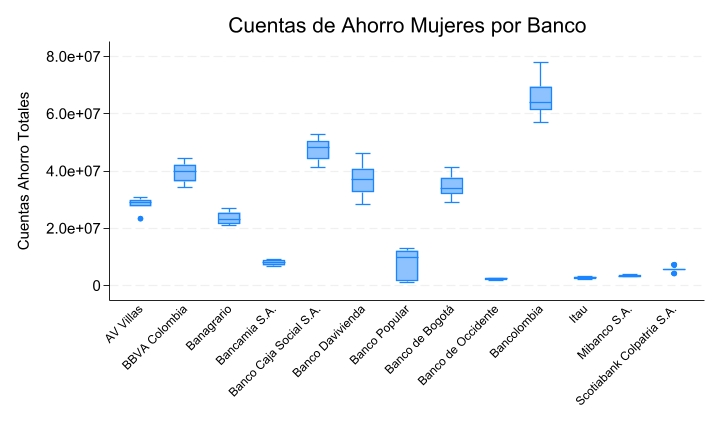 Cuentas de Ahorro Mujeres por Banco
Cuentas Ahorro Totales
8.0e+07
6.0e+07
4.0e+07
2.0e+07
0
AV Villas
BBVA Colombia
Banagrario
Bancamia S.A.
Banco Caja Social S.A.
Banco Davivienda
Banco Popular
Banco de Bogotá
Banco de Occidente
Bancolombia
Itau
Mibanco S.A.
Scotiabank Colpatria S.A.